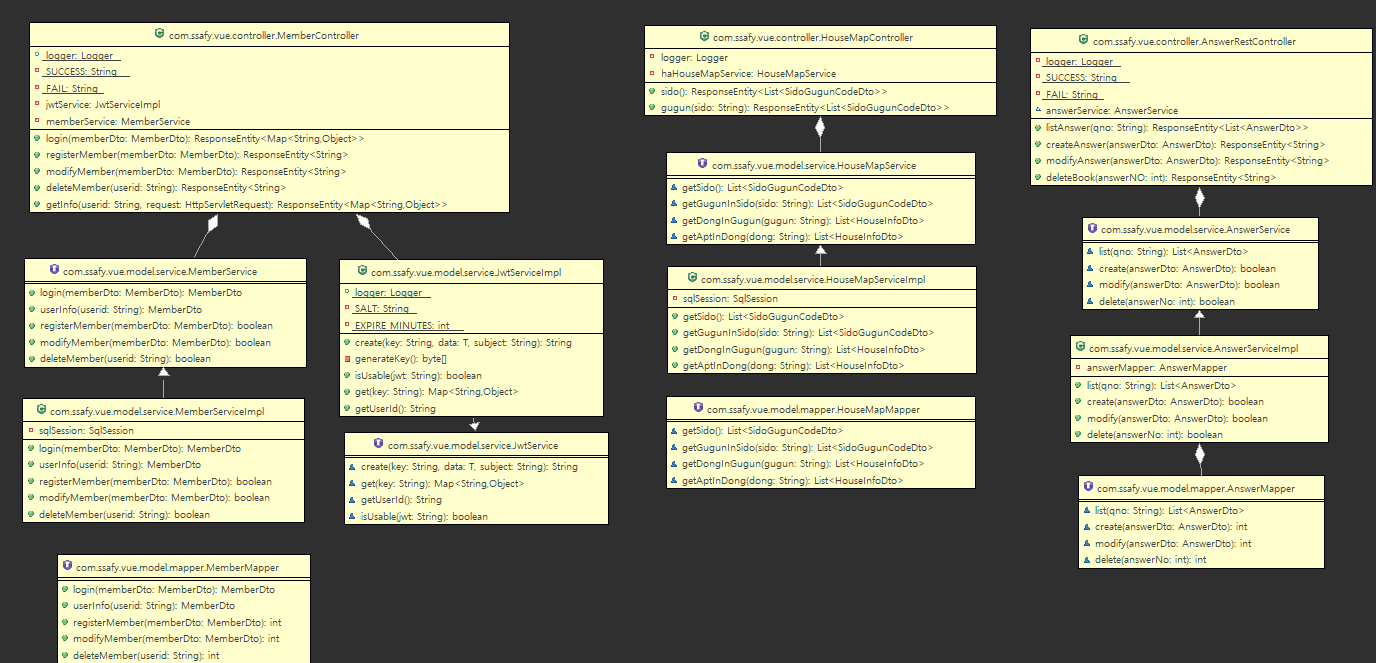 com.ssafy.vue.controller.MemberController
logger: Logger
SUCCESS: String
FAIL: String
jwtService: JwtServiceImpl
memberService: MemberService
login(memberDto: MemberDto): ResponseEntity<Map<String,Object>>
registerMember(memberDto: MemberDto): ResponseEntity<String>
modifyMember(memberDto: MemberDto): ResponseEntity<String>
deleteMember(userid: String): ResponseEntity<String>
getInfo(userid: String, request: HttpServletRequest): ResponseEntity<Map<String,Object>>
com.ssafy.vue.model.service.MemberService
login(memberDto: MemberDto): MemberDto
userInfo(userid: String): MemberDto
registerMember(memberDto: MemberDto): boolean
modifyMember(memberDto: MemberDto): boolean
deleteMember(userid: String): boolean
com.ssafy.vue.model.service.MemberServiceImpl
sqlSession: SqlSession
login(memberDto: MemberDto): MemberDto
userInfo(userid: String): MemberDto
registerMember(memberDto: MemberDto): boolean
modifyMember(memberDto: MemberDto): boolean
deleteMember(userid: String): boolean
com.ssafy.vue.model.mapper.MemberMapper
login(memberDto: MemberDto): MemberDto
userInfo(userid: String): MemberDto
registerMember(memberDto: MemberDto): int
modifyMember(memberDto: MemberDto): int
deleteMember(userid: String): int
com.ssafy.vue.model.service.JwtServiceImpl
logger: Logger
SALT: String
EXPIRE_MINUTES: int
create(key: String, data: T, subject: String): String
generateKey(): byte[]
isUsable(jwt: String): boolean
get(key: String): Map<String,Object>
getUserId(): String
com.ssafy.vue.model.service.JwtService
create(key: String, data: T, subject: String): String
get(key: String): Map<String,Object>
getUserId(): String
isUsable(jwt: String): boolean
com.ssafy.vue.controller.HouseMapController
logger: Logger
haHouseMapService: HouseMapService
sido(): ResponseEntity<List<SidoGugunCodeDto>>
gugun(sido: String): ResponseEntity<List<SidoGugunCodeDto>>
com.ssafy.vue.model.service.HouseMapService
getSido(): List<SidoGugunCodeDto>
getGugunInSido(sido: String): List<SidoGugunCodeDto>
getDongInGugun(gugun: String): List<HouseInfoDto>
getAptInDong(dong: String): List<HouseInfoDto>
com.ssafy.vue.model.service.HouseMapServiceImpl
sqlSession: SqlSession
getSido(): List<SidoGugunCodeDto>
getGugunInSido(sido: String): List<SidoGugunCodeDto>
getDongInGugun(gugun: String): List<HouseInfoDto>
getAptInDong(dong: String): List<HouseInfoDto>
com.ssafy.vue.model.mapper.HouseMapMapper
getSido(): List<SidoGugunCodeDto>
getGugunInSido(sido: String): List<SidoGugunCodeDto>
getDongInGugun(gugun: String): List<HouseInfoDto>
getAptInDong(dong: String): List<HouseInfoDto>
com.ssafy.vue.controller.AnswerRestController
logger: Logger
SUCCESS: String
FAIL: String
answerService: AnswerService
listAnswer(qno: String): ResponseEntity<List<AnswerDto>>
createAnswer(answerDto: AnswerDto): ResponseEntity<String>
modifyAnswer(answerDto: AnswerDto): ResponseEntity<String>
deleteBook(answerNO: int): ResponseEntity<String>
com.ssafy.vue.model.service.AnswerService
list(qno: String): List<AnswerDto>
create(answerDto: AnswerDto): boolean
modify(answerDto: AnswerDto): boolean
delete(answerNo: int): boolean
com.ssafy.vue.model.service.AnswerServiceImpl
answerMapper: AnswerMapper
list(qno: String): List<AnswerDto>
create(answerDto: AnswerDto): boolean
modify(answerDto: AnswerDto): boolean
delete(answerNo: int): boolean
com.ssafy.vue.model.mapper.AnswerMapper
list(qno: String): List<AnswerDto>
create(answerDto: AnswerDto): int
modify(answerDto: AnswerDto): int
delete(answerNo: int): int